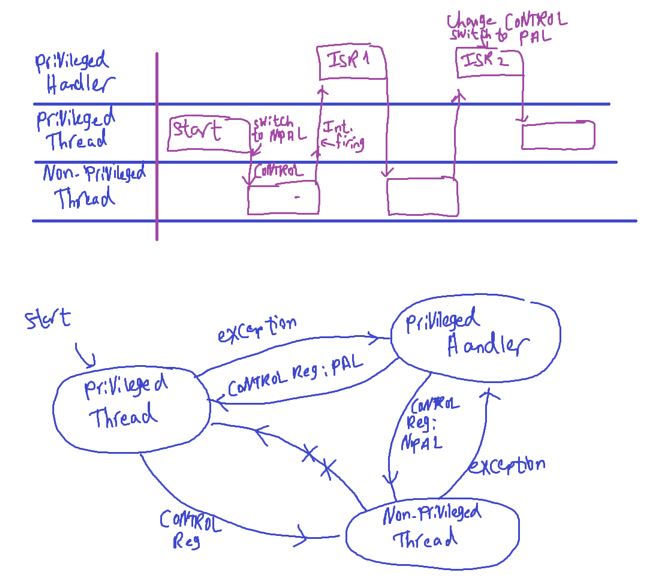 Change CONTROL
switch to PAL
Privileged
Handler
ISR 1
ISR 2
Privileged
Thread
Start
switch
to NPAL
Int.
firing
Non-Privileged
Thread
CONTROL
Start
exception
Privileged
Handler
CONTROL Reg: PAL
Privileged
Thread
CONTROL
Reg:
NPAL
exception
CONTROL
Reg
Non-Privileged
Thread